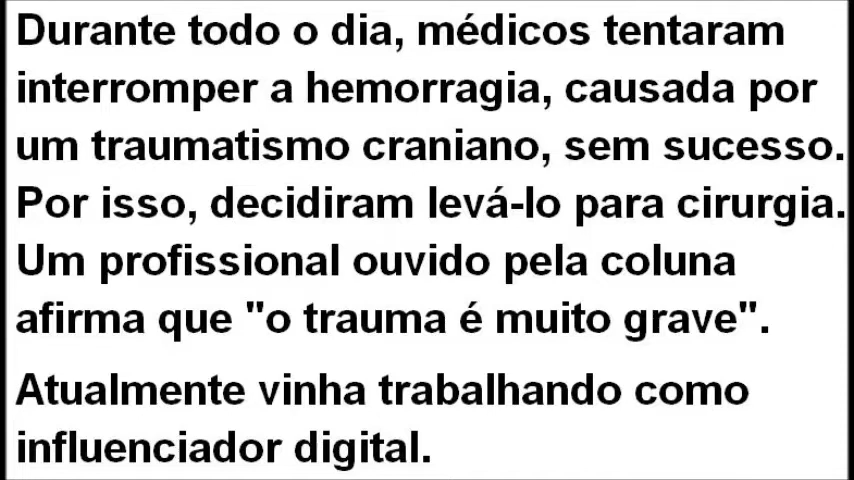 Durante todo o dia, médicos tentaram
interromper a hemorragia, causada por
um traumatismo craniano, sem sucesso.
Por isso, decidiram levá-lo para cirurgia.
Um profissional ouvido pela coluna
afirma que "o trauma é muito grave".
Atualmente vinha trabalhando como
influenciador digital.